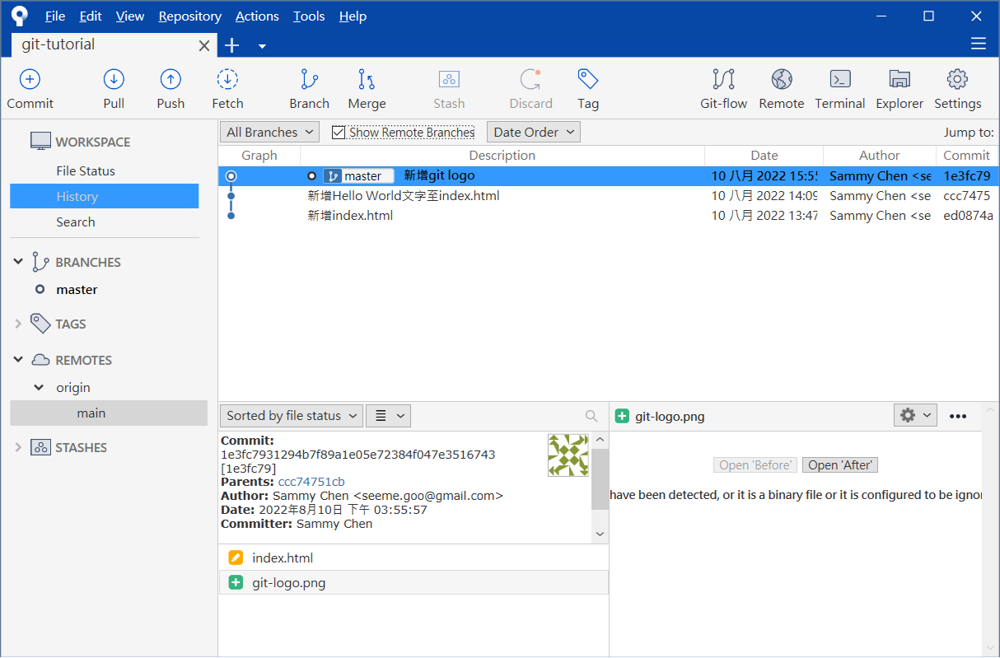 File Edit View Repository Actions Tools Help
git-tutorial
Commit Pull Push Fetch Branch Merge Stash Discard Tag Git-flow Remote Terminal Explorer Settings
WORKSPACE
File Status
History
Search
BRANCHES
master
TAGS
REMOTES
origin
main
STASHES
All Branches Show Remote Branches Date Order Jump to:
Graph Description Date Author Commit
master 新增git logo 10 八月 2022 15:55 Sammy Chen <se 1e3fc79
新增Hello World文字至index.html 10 八月 2022 14:09 Sammy Chen <se ccc7475
新增index.html 10 八月 2022 13:47 Sammy Chen <se ed0874a
Sorted by file status
Commit:
1e3fc7931294b7f89a1e05e72384f047e3516743
[1e3fc79]
Parents: ccc74751cb
Author: Sammy Chen <seeme.goo@gmail.com>
Date: 2022年8月10日 下午 03:55:57
Committer: Sammy Chen
index.html
git-logo.png
git-logo.png
Open 'Before' Open 'After'
have been detected, or it is a binary file or it is configured to be ignor